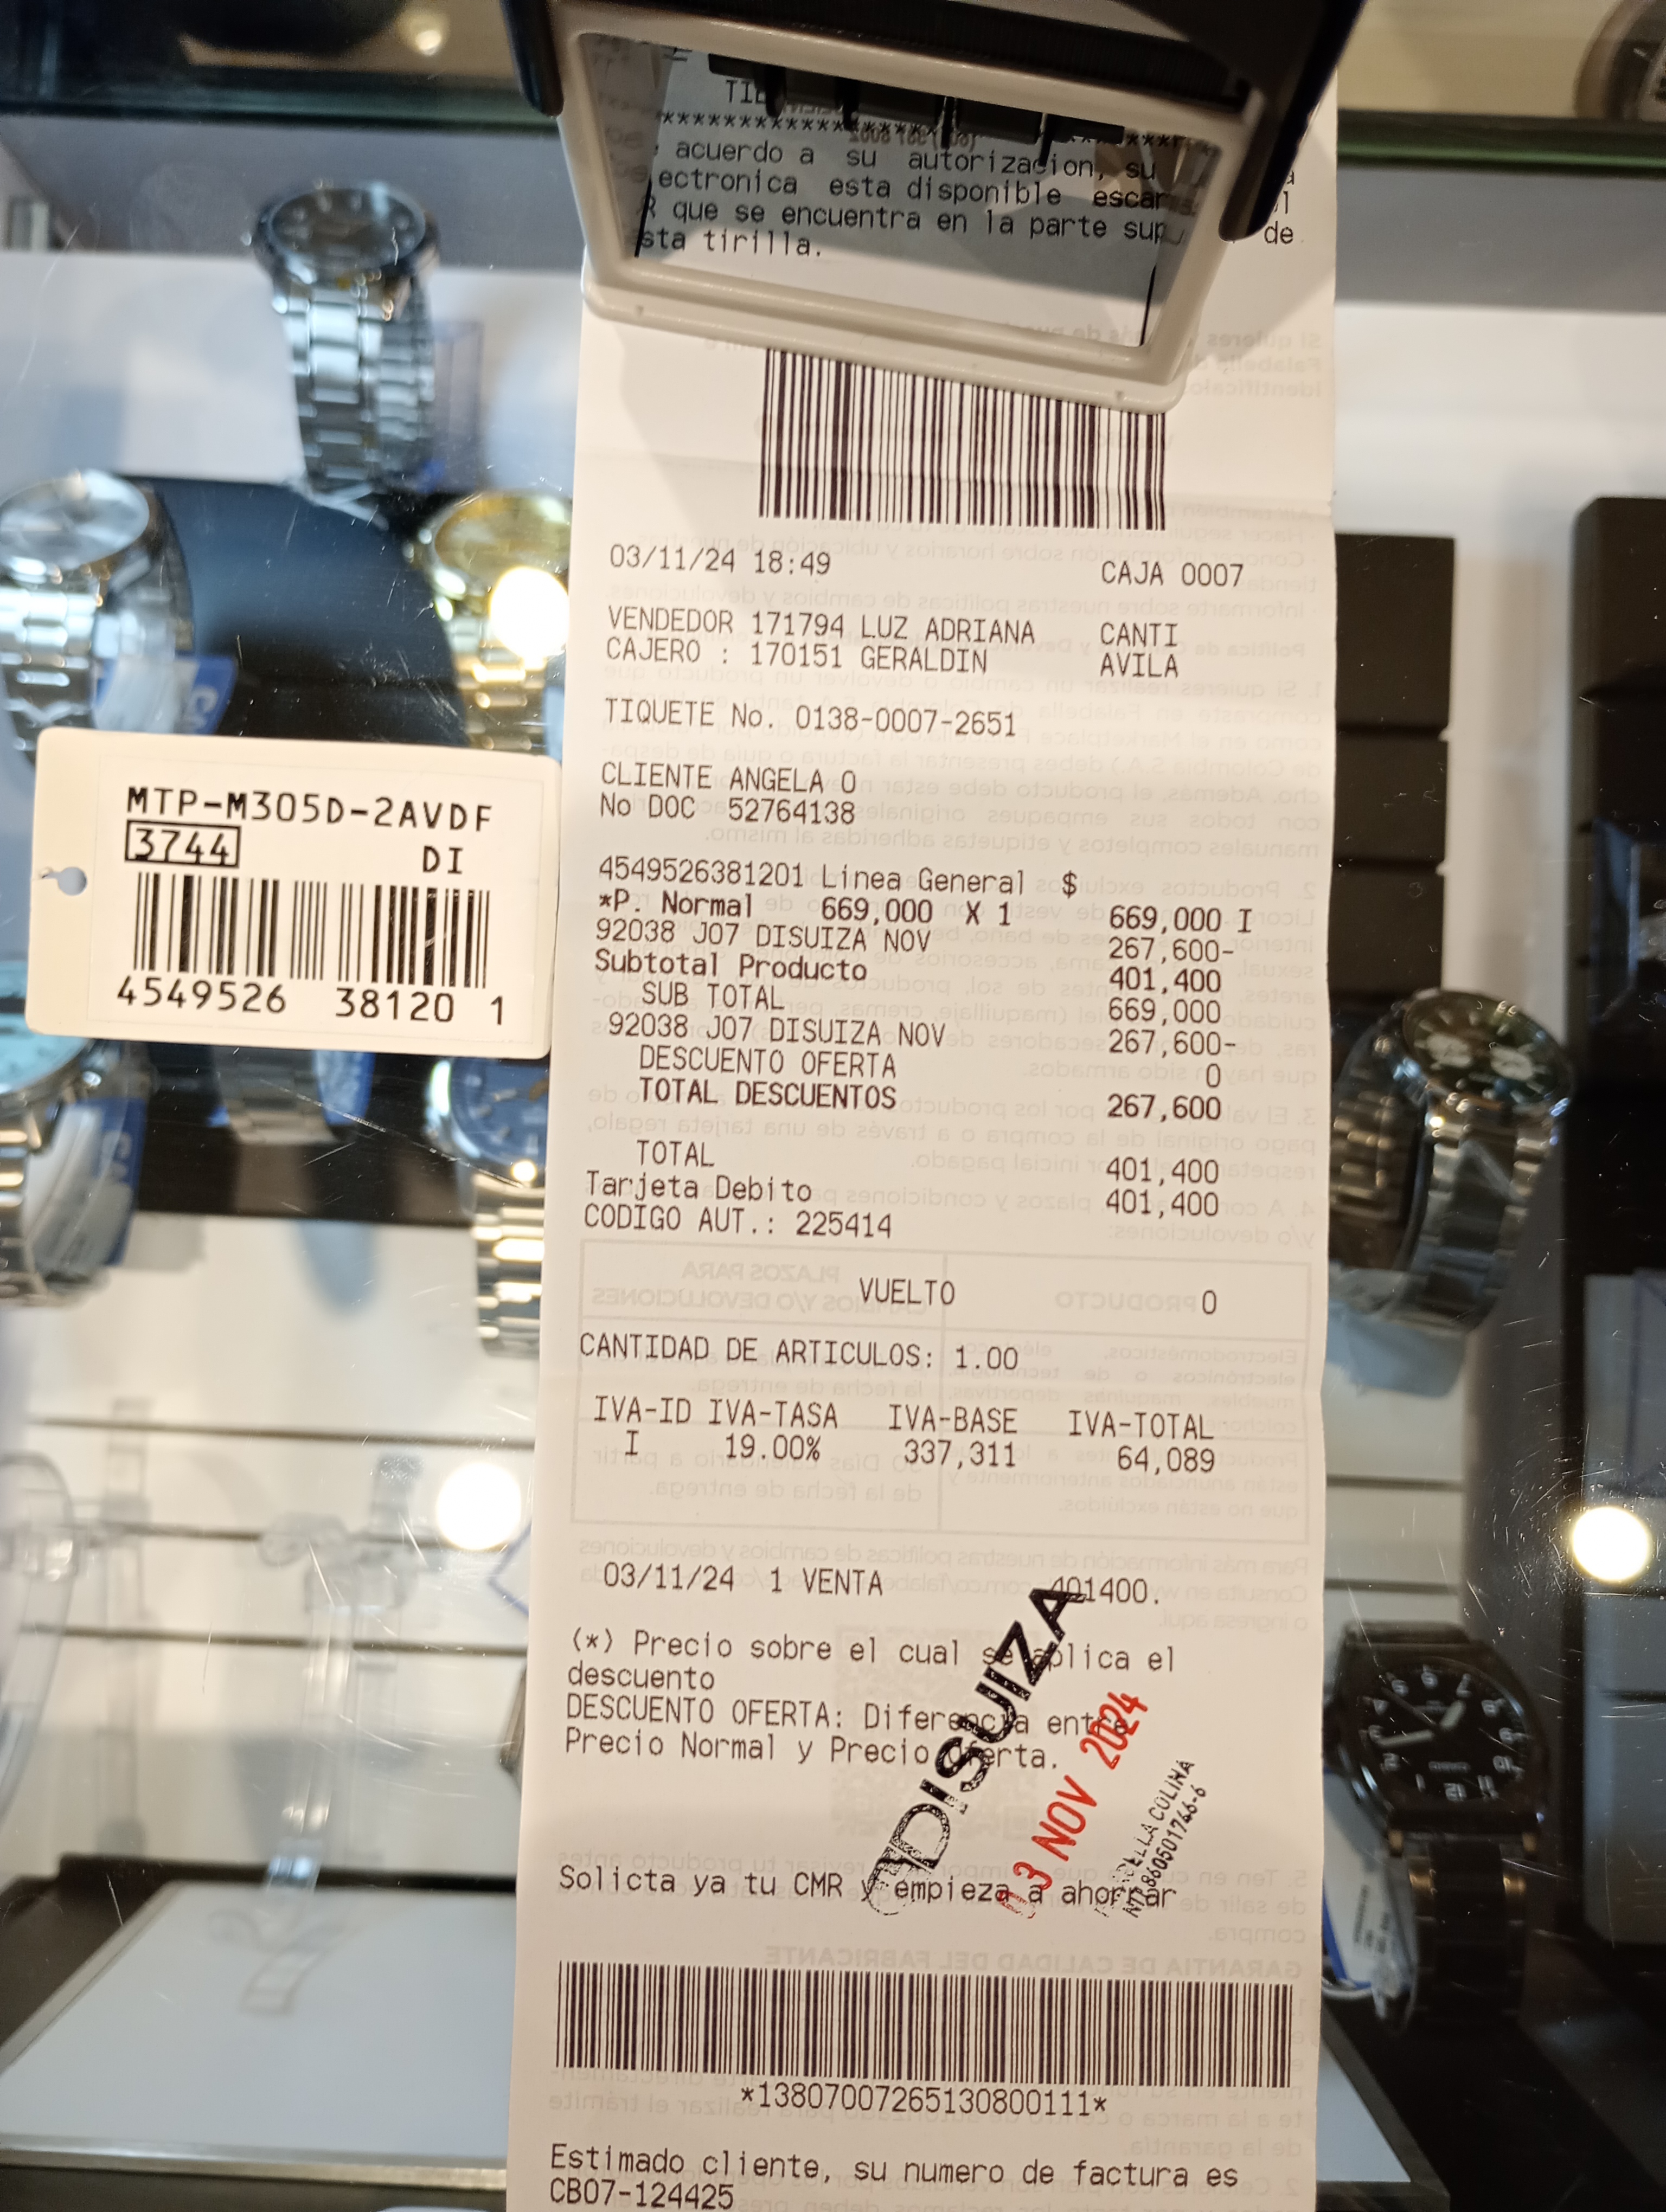 acuerdo a su autorizacion, su
ectronica esta disponible
que se encuentra en la parte de
sta tirilla.
03/11/24 18:49 CAJA 0007
VENDEDOR 171794 LUZ ADRIANA CANTI
CAJERO : 170151 GERALDIN AVILA
TIQUETE No. 0138-0007-2651
CLIENTE ANGELA O
No DOC 52764138
4549526381201 Linea General $
*P. Normal 669,000 X 1 669,000 I
92038 J07 DISUIZA NOV 267,600-
Subtotal Producto 401,400
SUB TOTAL 669,000
92038 J07 DISUIZA NOV 267,600-
DESCUENTO OFERTA 0
TOTAL DESCUENTOS 267,600
TOTAL 401,400
Tarjeta Debito 401,400
CODIGO AUT.: 225414
VUELTO 0
CANTIDAD DE ARTICULOS: 1.00
IVA-ID IVA-TASA IVA-BASE IVA-TOTAL
I 19.00% 337,311 64,089
03/11/24 1 VENTA 401400.
(*) Precio sobre el cual se aplica el
descuento
DESCUENTO OFERTA: Diferencia entre
Precio Normal y Precio Oferta.
DISUIZA
03 NOV 2024
COLINA
Solicta ya tu CMR y empieza a ahorrar
*13807007265130800111*
Estimado cliente, su numero de factura es
CB07-124425
MTP-M305D-2AVDF
3744 DI
4549526 38120 1